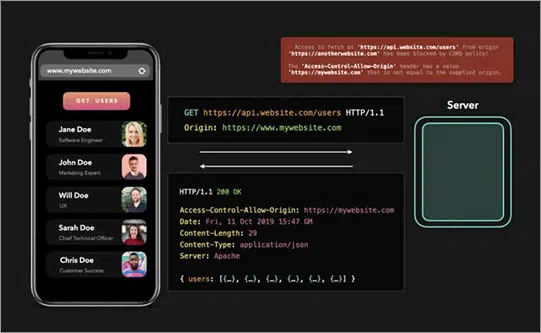 Access to fetch at 'https://api.website.com/users' from origin
'https://anotherwebsite.com' has been blocked by CORS policy:
The 'Access-Control-Allow-Origin' header has a value
'https://mywebsite.com' that is not equal to the supplied origin.
www.mywebsite.com
GET USERS
Jane Doe
Software Engineer
John Doe
Marketing Expert
Will Doe
UX
Sarah Doe
Chief Technical Officer
Chris Doe
Customer Success
GET https://api.website.com/users HTTP/1.1
Origin: https://www.mywebsite.com
HTTP/1.1 200 OK
Access-Control-Allow-Origin: https://mywebsite.com
Date: Fri, 11 Oct 2019 15:47 GM
Content-Length: 29
Content-Type: application/json
Server: Apache
{ users: [{…}, {…}, {…}, {…}, {…}, {…}] }
Server